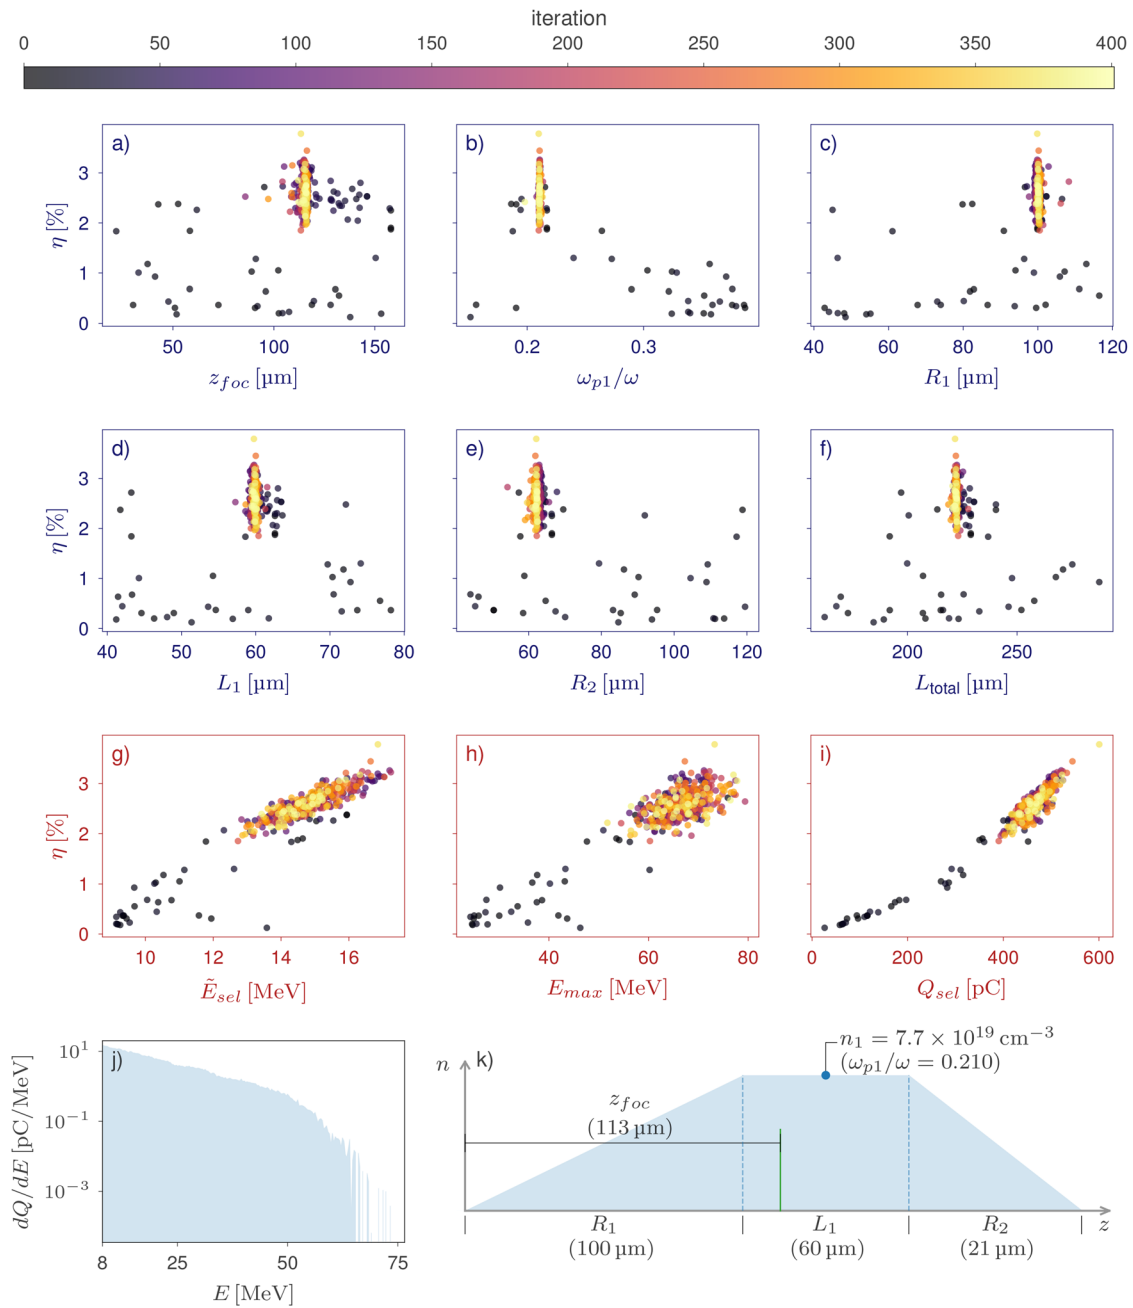 iteration
0 50 100 150 200 250 300 350 400
a) b) c)
η [%]
3
2
1
0
50 100 150
z_foc [µm]
0.2 0.3
ω_p1/ω
40 60 80 100 120
R_1 [µm]
d) e) f)
η [%]
3
2
1
0
40 50 60 70 80
L_1 [µm]
60 80 100 120
R_2 [µm]
200 250
L_total [µm]
g) h) i)
η [%]
3
2
1
0
10 12 14 16
Ẽ_sel [MeV]
40 60 80
E_max [MeV]
0 200 400 600
Q_sel [pC]
j)
dQ/dE [pC/MeV]
10^1
10^−1
10^−3
8 25 50 75
E [MeV]
k)
n
n_1 = 7.7 × 10^19 cm^−3
(ω_p1/ω = 0.210)
z_foc
(113 µm)
R_1 L_1 R_2 z
(100 µm) (60 µm) (21 µm)